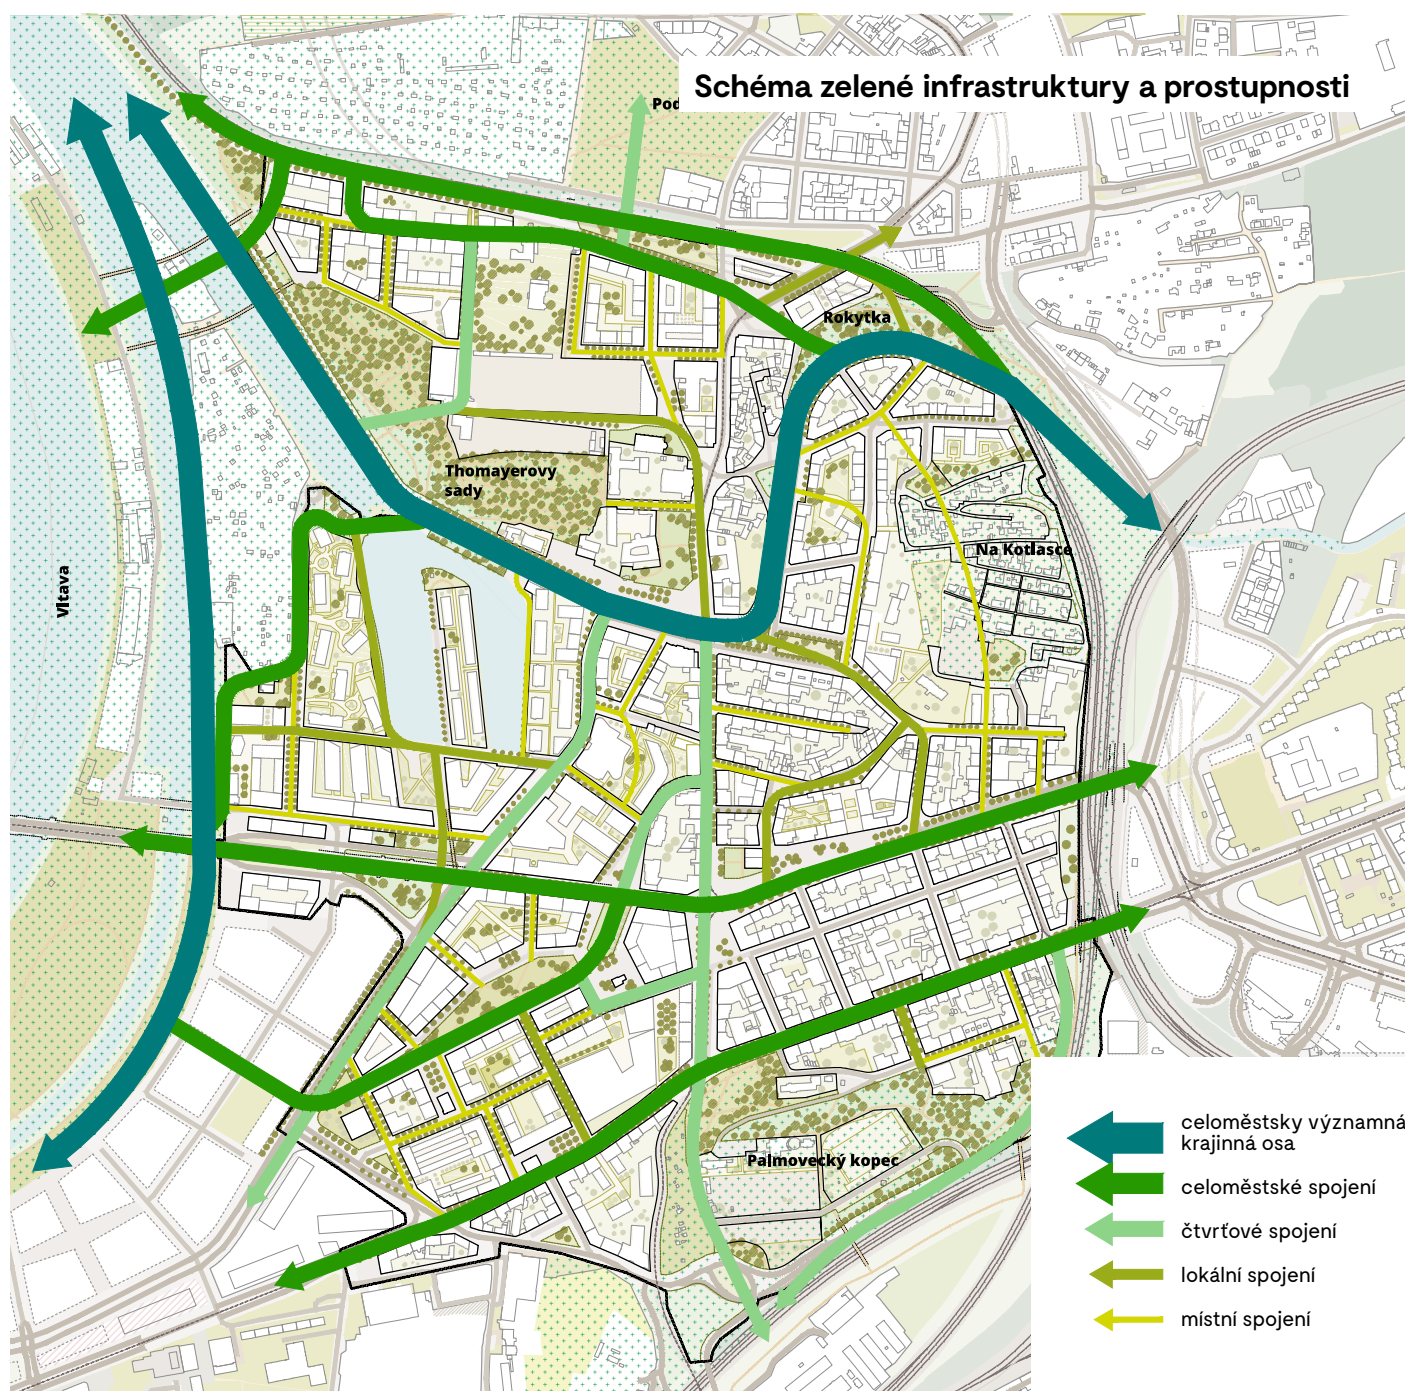 Schéma zelené infrastruktury a prostupnosti
Rokytka
Thomayerovy
sady
Na Kotlasce
Vltava
Palmovecký kopec
celoměstsky významná
krajinná osa
celoměstské spojení
čtvrťové spojení
lokální spojení
místní spojení